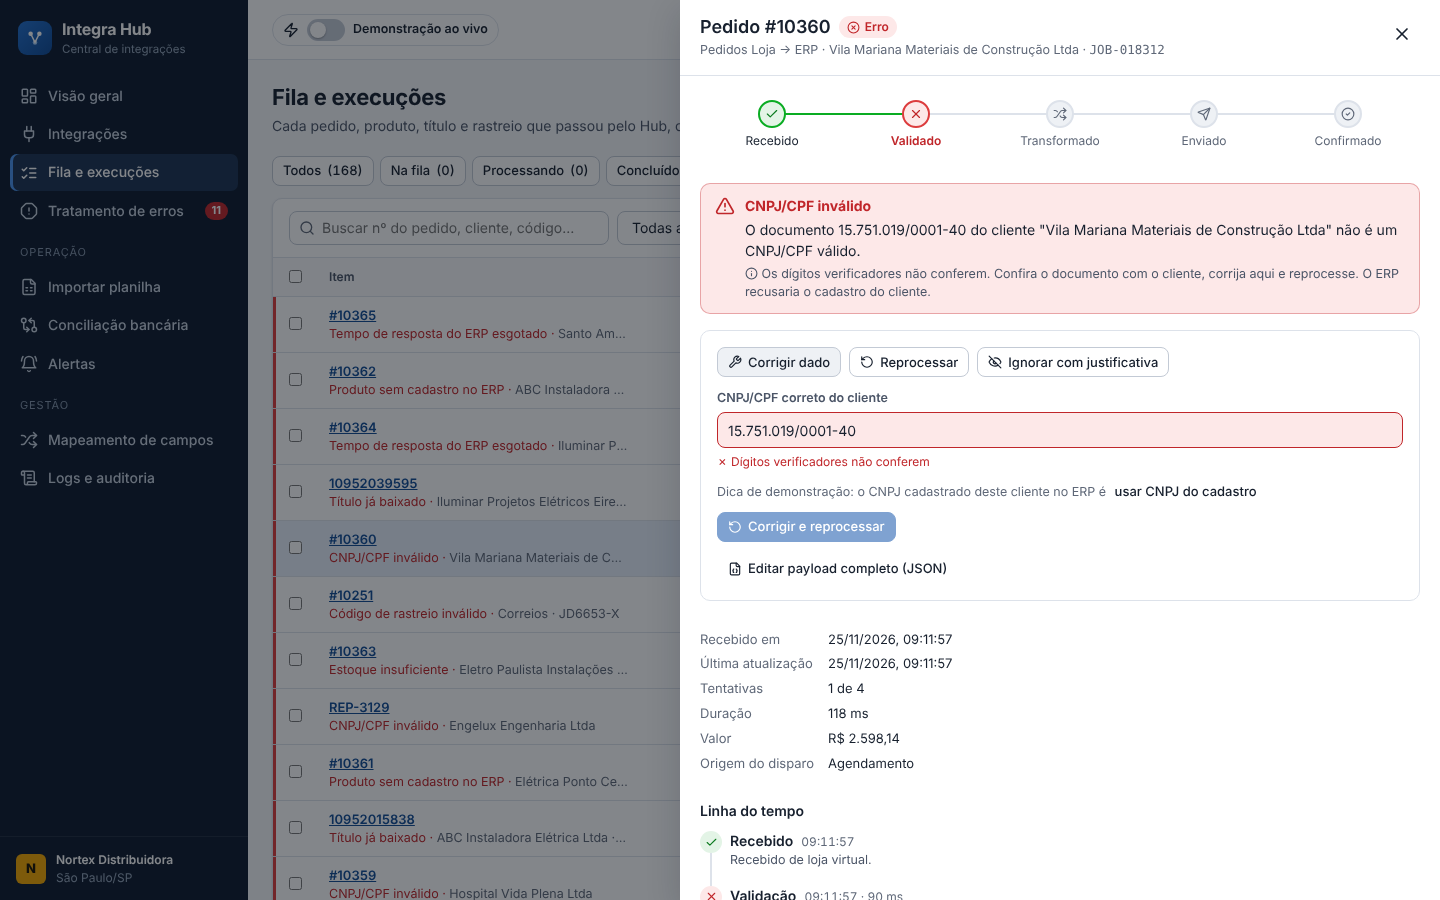 Integra Hub
Central de integrações
Visão geral
Integrações
Fila e execuções
Tratamento de erros 11
OPERAÇÃO
Importar planilha
Conciliação bancária
Alertas
GESTÃO
Mapeamento de campos
Logs e auditoria
N
Nortex Distribuidora
São Paulo/SP
Demonstração ao vivo
Fila e execuções
Cada pedido, produto, título e rastreio que passou pelo Hub, c
Todos (168) Na fila (0) Processando (0) Concluído
Buscar nº do pedido, cliente, código... Todas a
Item
#10365
Tempo de resposta do ERP esgotado · Santo Am...
#10362
Produto sem cadastro no ERP · ABC Instaladora ...
#10364
Tempo de resposta do ERP esgotado · Iluminar P...
10952039595
Título já baixado · Iluminar Projetos Elétricos Eire...
#10360
CNPJ/CPF inválido · Vila Mariana Materiais de C...
#10251
Código de rastreio inválido · Correios · JD6653-X
#10363
Estoque insuficiente · Eletro Paulista Instalações ...
REP-3129
CNPJ/CPF inválido · Engelux Engenharia Ltda
#10361
Produto sem cadastro no ERP · Elétrica Ponto Ce...
10952015838
Título já baixado · ABC Instaladora Elétrica Ltda ·...
#10359
CNPJ/CPF inválido · Hospital Vida Plena Ltda
Pedido #10360 Erro
Pedidos Loja → ERP · Vila Mariana Materiais de Construção Ltda · JOB-018312
Recebido Validado Transformado Enviado Confirmado
CNPJ/CPF inválido
O documento 15.751.019/0001-40 do cliente "Vila Mariana Materiais de Construção Ltda" não é um
CNPJ/CPF válido.
Os dígitos verificadores não conferem. Confira o documento com o cliente, corrija aqui e reprocesse. O ERP
recusaria o cadastro do cliente.
Corrigir dado Reprocessar Ignorar com justificativa
CNPJ/CPF correto do cliente
15.751.019/0001-40
× Dígitos verificadores não conferem
Dica de demonstração: o CNPJ cadastrado deste cliente no ERP é usar CNPJ do cadastro
Corrigir e reprocessar
Editar payload completo (JSON)
Recebido em 25/11/2026, 09:11:57
Última atualização 25/11/2026, 09:11:57
Tentativas 1 de 4
Duração 118 ms
Valor R$ 2.598,14
Origem do disparo Agendamento
Linha do tempo
Recebido 09:11:57
Recebido de loja virtual.
Validação 09:11:57 · 90 ms